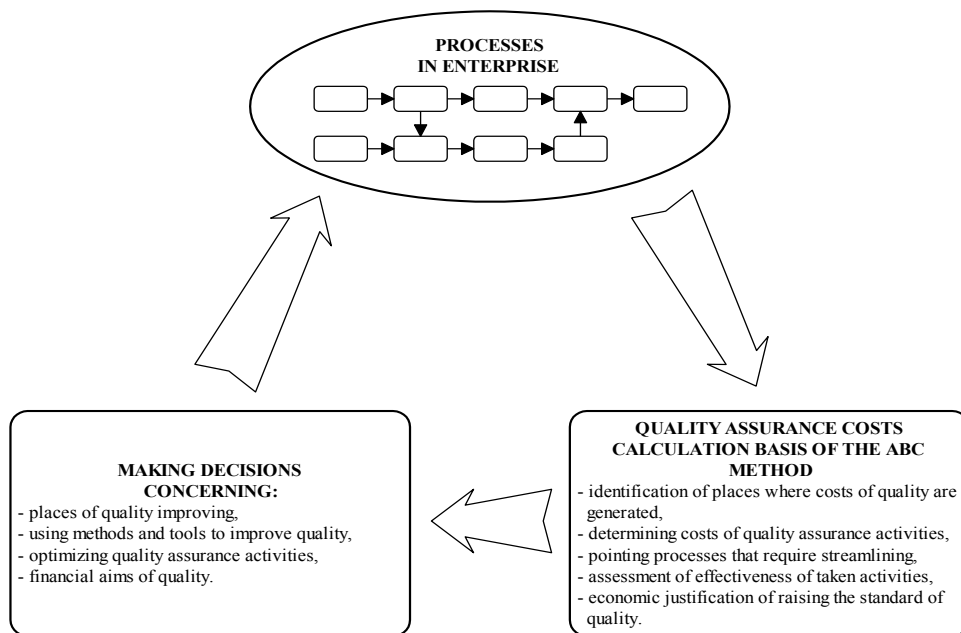 PROCESSES
IN ENTERPRISE
MAKING DECISIONS
CONCERNING:
- places of quality improving,
- using methods and tools to improve quality,
- optimizing quality assurance activities,
- financial aims of quality.
QUALITY ASSURANCE COSTS
CALCULATION BASIS OF THE ABC
METHOD
- identification of places where costs of quality are
generated,
- determining costs of quality assurance activities,
- pointing processes that require streamlining,
- assessment of effectiveness of taken activities,
- economic justification of raising the standard of
quality.